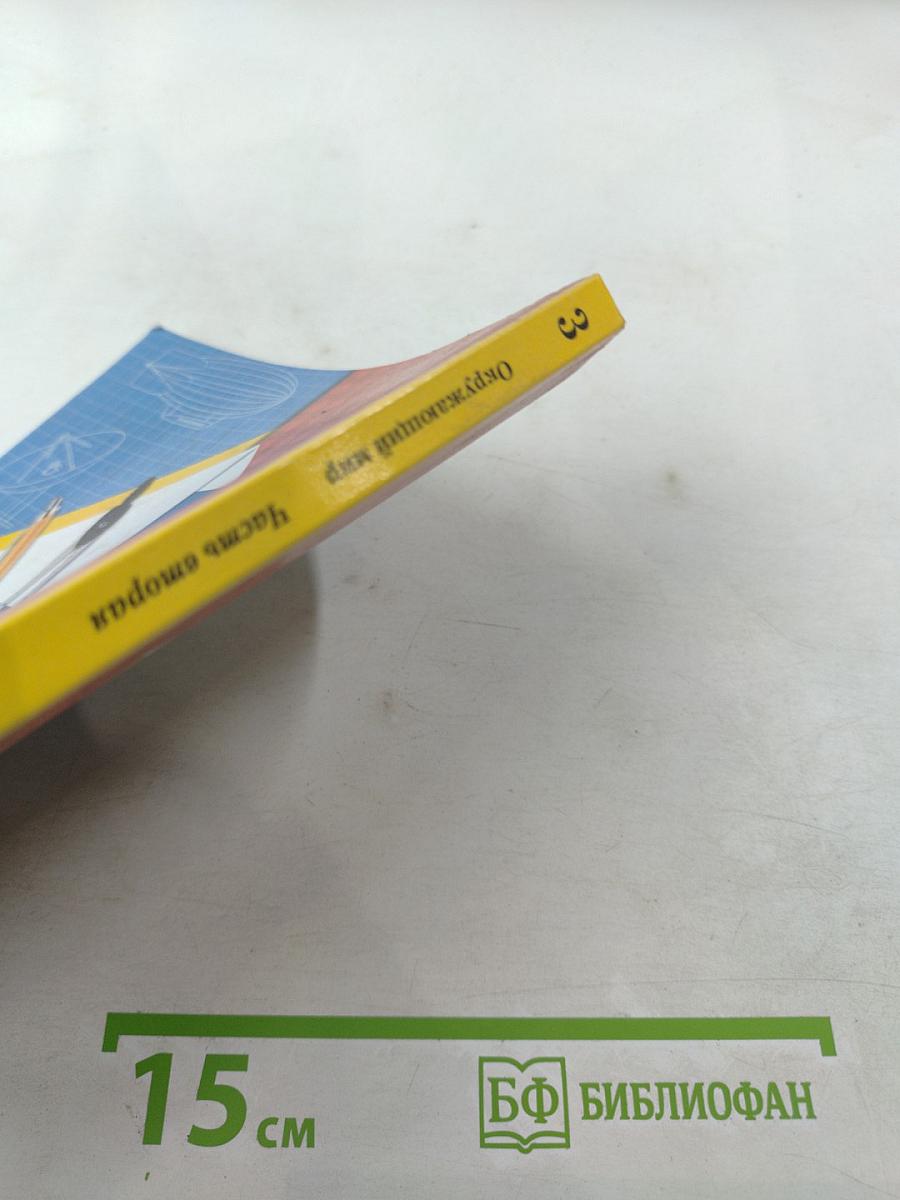 3
Окружающий мир
Часть вторая
15 см
БФ БИБЛИОФАН